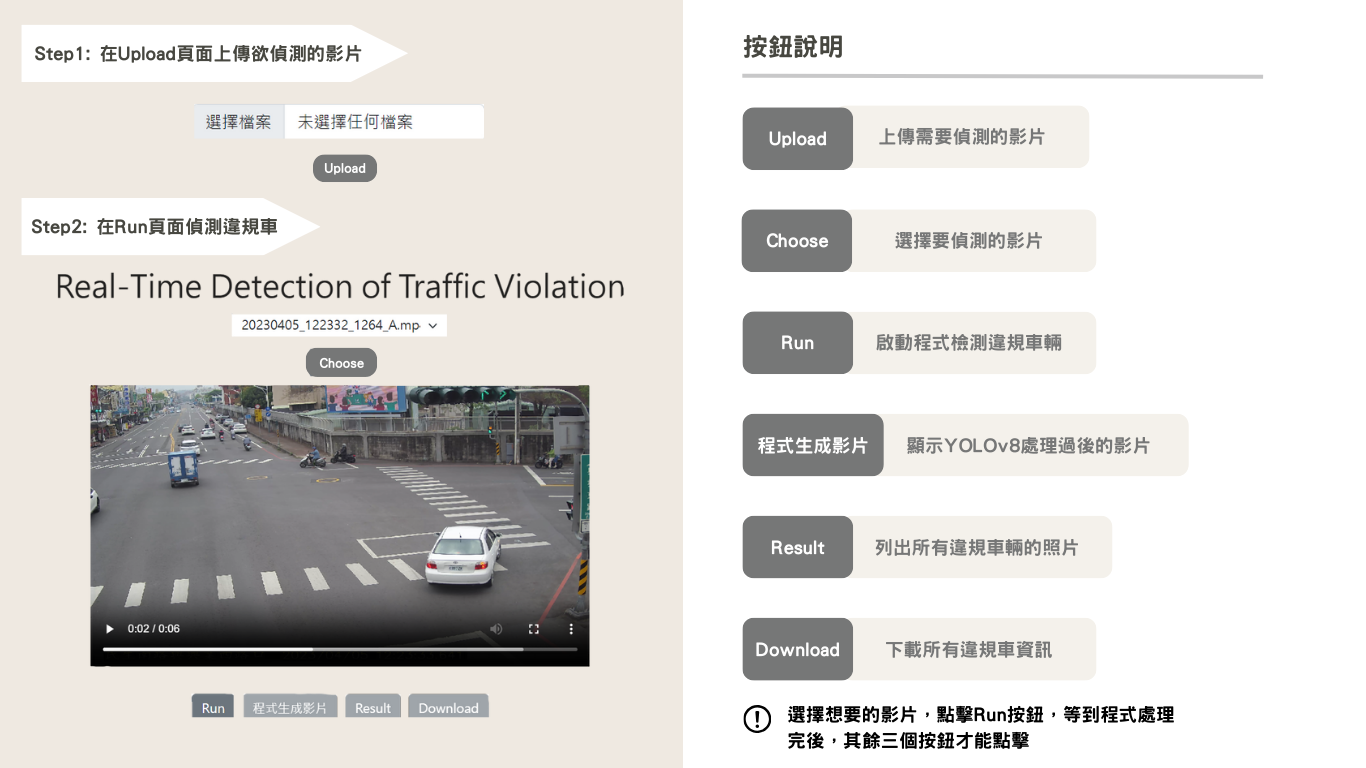 Step1: 在Upload頁面上傳欲偵測的影片
選擇檔案 未選擇任何檔案
Upload
Step2: 在Run頁面偵測違規車
Real-Time Detection of Traffic Violation
20230405_122332_1264_A.mp
Choose
0:02 / 0:06
Run 程式生成影片 Result Download
按鈕說明
Upload 上傳需要偵測的影片
Choose 選擇要偵測的影片
Run 啟動程式檢測違規車輛
程式生成影片 顯示YOLOv8處理過後的影片
Result 列出所有違規車輛的照片
Download 下載所有違規車資訊
選擇想要的影片，點擊Run按鈕，等到程式處理
完後，其餘三個按鈕才能點擊